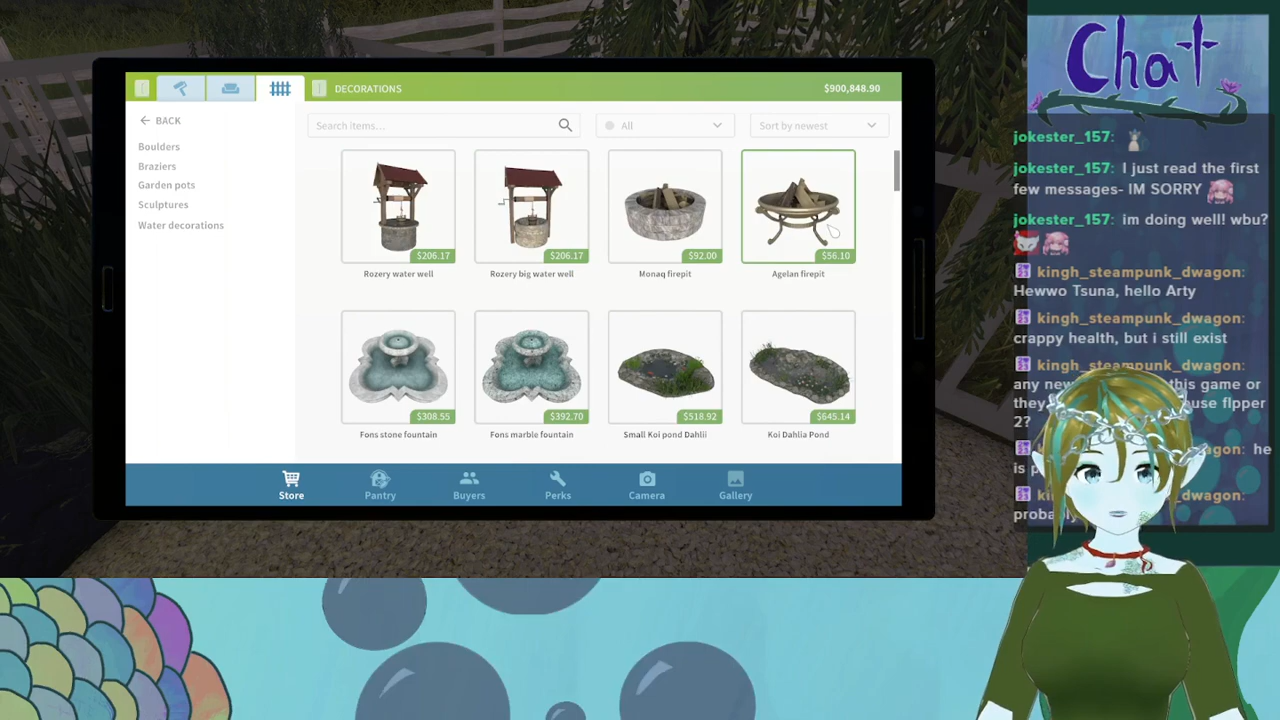 DECORATIONS
$900,848.90
BACK
Search items...
All
Sort by newest
Boulders
Braziers
Garden pots
Sculptures
Water decorations
$206.17
$206.17
$92.00
$56.10
Rozery water well
Rozery big water well
Monaq firepit
Agelan firepit
$308.55
$392.70
$518.92
$645.14
Fons stone fountain
Fons marble fountain
Small Koi pond Dahlii
Koi Dahlia Pond
Store
Pantry
Buyers
Perks
Camera
Gallery
Chat
jokester_157:
jokester_157: I just read the first
few messages- IM SORRY
jokester_157: im doing well! wbu?
kingh_steampunk_dwagon:
Hewwo Tsuna, hello Arty
kingh_steampunk_dwagon:
crappy health, but i still exist
kingh_steampunk_dwagon:
any this game or
they flpper
2?
he
is